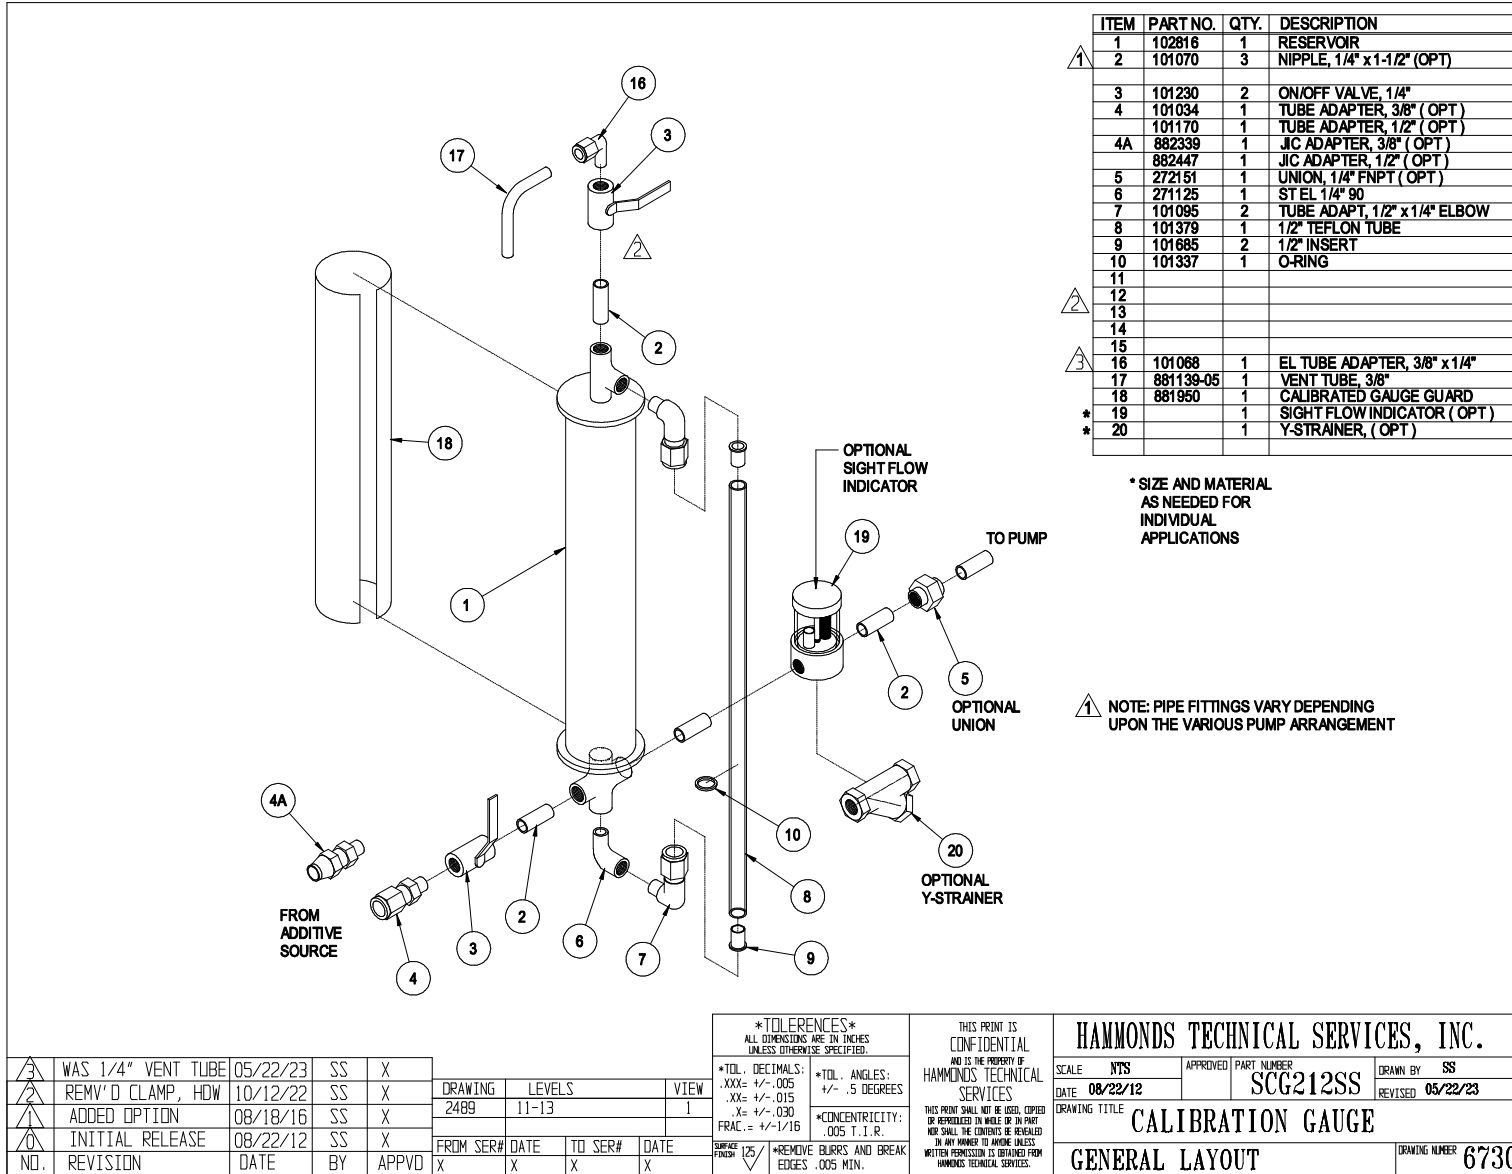 ITEM PART NO. QTY. DESCRIPTION
1 102816 1 RESERVOIR
1 2 101070 3 NIPPLE, 1/4" x 1-1/2" (OPT)
3 101230 2 ON/OFF VALVE, 1/4"
4 101034 1 TUBE ADAPTER, 3/8" ( OPT )
101170 1 TUBE ADAPTER, 1/2" ( OPT )
4A 882339 1 JIC ADAPTER, 3/8" ( OPT )
882447 1 JIC ADAPTER, 1/2" ( OPT )
5 272151 1 UNION, 1/4" FNPT ( OPT )
6 271125 1 ST EL 1/4" 90
7 101095 2 TUBE ADAPT, 1/2" x 1/4" ELBOW
8 101379 1 1/2" TEFLON TUBE
9 101685 2 1/2" INSERT
10 101337 1 O-RING
11
2 12
13
14
15
3 16 101068 1 EL TUBE ADAPTER, 3/8" x 1/4"
17 881139-05 1 VENT TUBE, 3/8"
18 881950 1 CALIBRATED GAUGE GUARD
* 19 1 SIGHT FLOW INDICATOR ( OPT )
* 20 1 Y-STRAINER, ( OPT )
* SIZE AND MATERIAL
AS NEEDED FOR
INDIVIDUAL
APPLICATIONS
1 NOTE: PIPE FITTINGS VARY DEPENDING
UPON THE VARIOUS PUMP ARRANGEMENT
16
3
17
2
2
18
OPTIONAL
SIGHT FLOW
INDICATOR
19
TO PUMP
1
2
5
OPTIONAL
UNION
4A
10
20
OPTIONAL
Y-STRAINER
8
FROM
ADDITIVE
SOURCE
4
3
2
6
7
9
3 WAS 1/4" VENT TUBE 05/22/23 SS X
2 REMV'D CLAMP, HDW 10/12/22 SS X
1 ADDED OPTION 08/18/16 SS X
0 INITIAL RELEASE 08/22/12 SS X
NO. REVISION DATE BY APPVD
DRAWING LEVELS VIEW
2489 11-13 1
FROM SER# DATE TO SER# DATE
X X X X
*TOLERENCES*
ALL DIMENSIONS ARE IN INCHES
UNLESS OTHERWISE SPECIFIED.
*TOL. DECIMALS:
.XXX= +/-.005
.XX= +/-.015
.X= +/-.030
FRAC.= +/-1/16
*TOL. ANGLES:
+/- .5 DEGREES
*CONCENTRICITY:
.005 T.I.R.
SURFACE
FINISH 125
*REMOVE BURRS AND BREAK
EDGES .005 MIN.
THIS PRINT IS
CONFIDENTIAL
AND IS THE PROPERTY OF
HAMMONDS TECHNICAL
SERVICES
THIS PRINT SHALL NOT BE USED, COPIED
OR REPRODUCED IN WHOLE OR IN PART
NOR SHALL THE CONTENTS BE REVEALED
IN ANY MANNER TO ANYONE UNLESS
WRITTEN PERMISSION IS OBTAINED FROM
HAMMONDS TECHNICAL SERVICES.
HAMMONDS TECHNICAL SERVICES, INC.
SCALE NTS
DATE 08/22/12
APPROVED
PART NUMBER
SCG212SS
DRAWN BY SS
REVISED 05/22/23
DRAWING TITLE CALIBRATION GAUGE
GENERAL LAYOUT
DRAWING NUMBER 6730